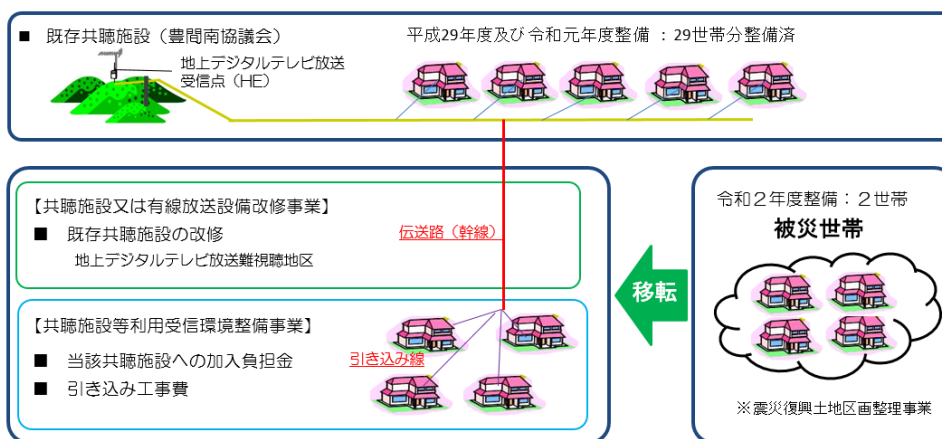 ■ 既存共聴施設（豊間南協議会）
平成29年度及び令和元年度整備 ：29世帯分整備済
地上デジタルテレビ放送
受信点（HE）
【共聴施設又は有線放送設備改修事業】
■ 既存共聴施設の改修
地上デジタルテレビ放送難視聴地区
伝送路（幹線）
【共聴施設等利用受信環境整備事業】
■ 当該共聴施設への加入負担金
■ 引き込み工事費
引き込み線
移転
令和２年度整備：２世帯
被災世帯
※震災復興土地区画整理事業